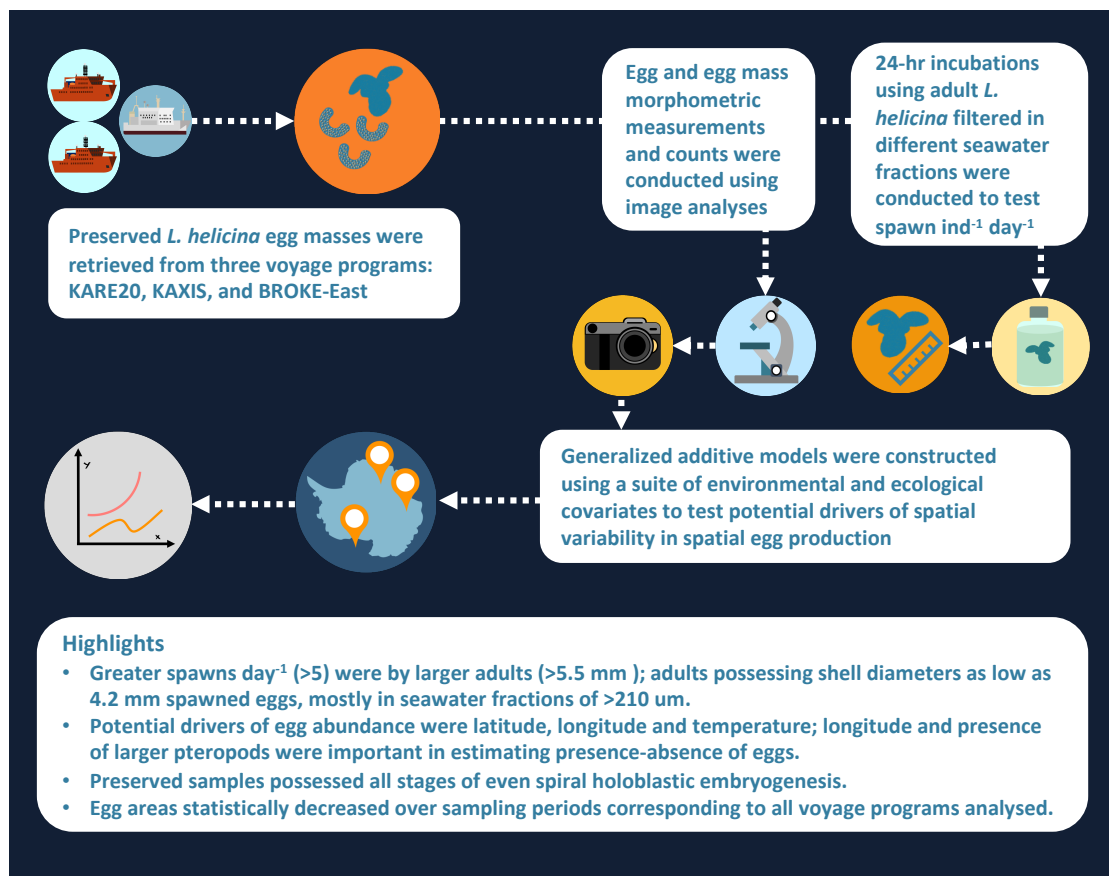 Egg and egg mass
morphometric
measurements
and counts were
conducted using
image analyses
24-hr incubations
using adult L.
helicina filtered in
different seawater
fractions were
conducted to test
spawn ind⁻¹ day⁻¹
Preserved L. helicina egg masses were
retrieved from three voyage programs:
KARE20, KAXIS, and BROKE-East
y
x
Generalized additive models were constructed
using a suite of environmental and ecological
covariates to test potential drivers of spatial
variability in spatial egg production
Highlights
• Greater spawns day⁻¹ (>5) were by larger adults (>5.5 mm ); adults possessing shell diameters as low as
4.2 mm spawned eggs, mostly in seawater fractions of >210 um.
• Potential drivers of egg abundance were latitude, longitude and temperature; longitude and presence
of larger pteropods were important in estimating presence-absence of eggs.
• Preserved samples possessed all stages of even spiral holoblastic embryogenesis.
• Egg areas statistically decreased over sampling periods corresponding to all voyage programs analysed.